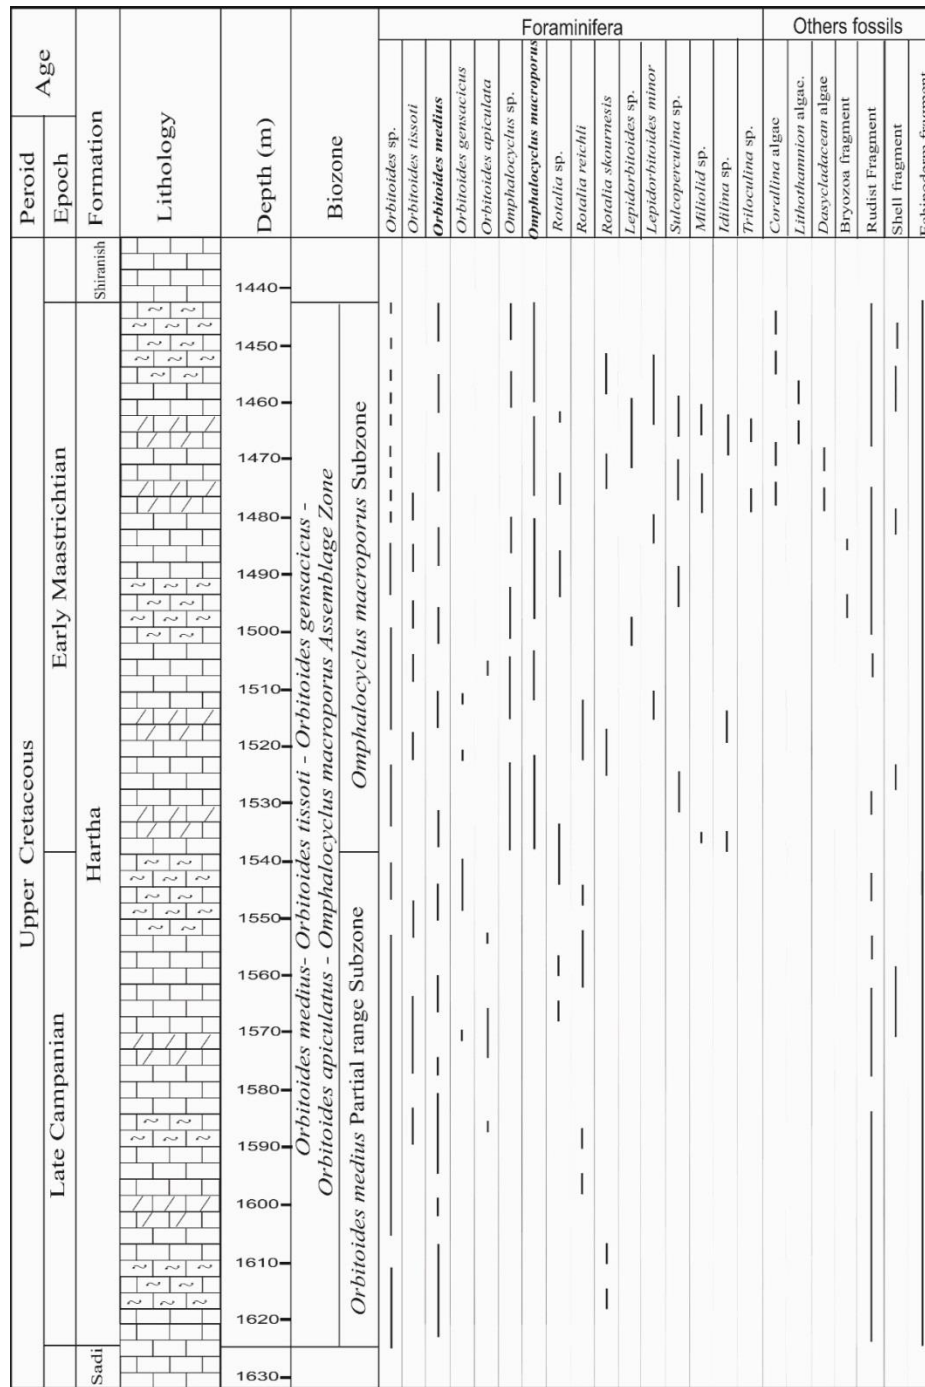 Foraminifera
Others fossils
Age
Peroid
Epoch
Formation
Lithology
Depth (m)
Biozone
Orbitoides sp.
Orbitoides tissoti
Orbitoides medius
Orbitoides gensacicus
Orbitoides apiculata
Omphalocyclus sp.
Omphalocyclus macroporus
Rotalia sp.
Rotalia reichli
Rotalia skournesis
Lepidorbitoides sp.
Lepidorbitoides minor
Sulcoperculina sp.
Miliolid sp.
Idilina sp.
Triloculina sp.
Corallina algae
Lithothamnion algae.
Dasycladacean algae
Bryozoa fragment
Rudist Fragment
Shell fragment
Echinoderm fragment
Upper Cretaceous
Early Maastrichtian
Late Campanian
Shiranish
Hartha
Sadi
1440
1450
1460
1470
1480
1490
1500
1510
1520
1530
1540
1550
1560
1570
1580
1590
1600
1610
1620
1630
Orbitoides medius- Orbitoides tissoti - Orbitoides gensacicus -
Orbitoides apiculatus - Omphalocyclus macroporus Assemblage Zone
Omphalocyclus macroporus Subzone
Orbitoides medius Partial range Subzone